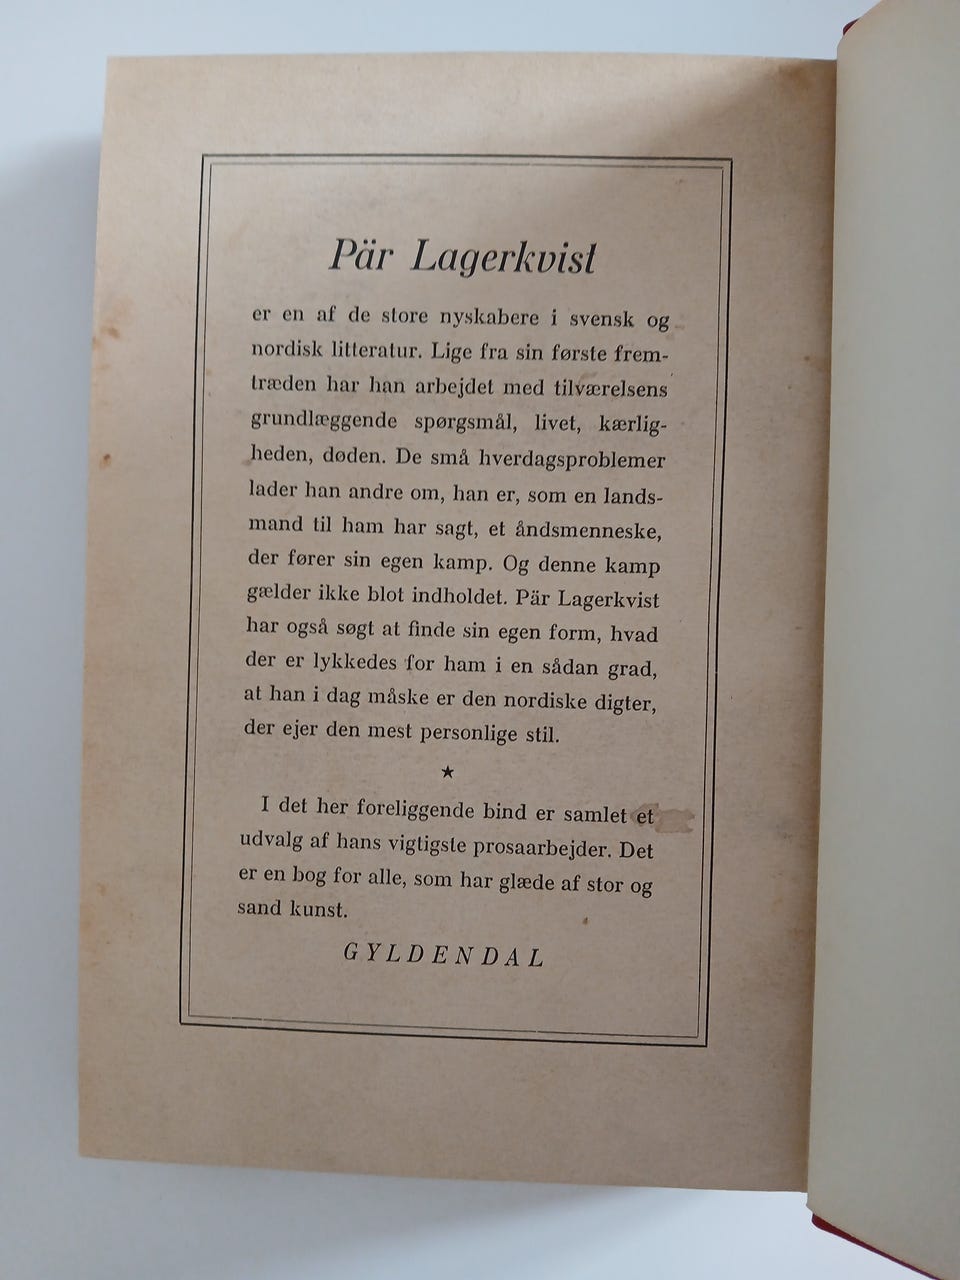 Pär Lagerkvist
er en af de store nyskabere i svensk og
nordisk litteratur. Lige fra sin første frem-
træden har han arbejdet med tilværelsens
grundlæggende spørgsmål, livet, kærlig-
heden, døden. De små hverdagsproblemer
lader han andre om, han er, som en lands-
mand til ham har sagt, et åndsmenneske,
der fører sin egen kamp. Og denne kamp
gælder ikke blot indholdet. Pär Lagerkvist
har også søgt at finde sin egen form, hvad
der er lykkedes for ham i en sådan grad,
at han i dag måske er den nordiske digter,
der ejer den mest personlige stil.
★
I det her foreliggende bind er samlet et
udvalg af hans vigtigste prosaarbejder. Det
er en bog for alle, som har glæde af stor og
sand kunst.
GYLDENDAL